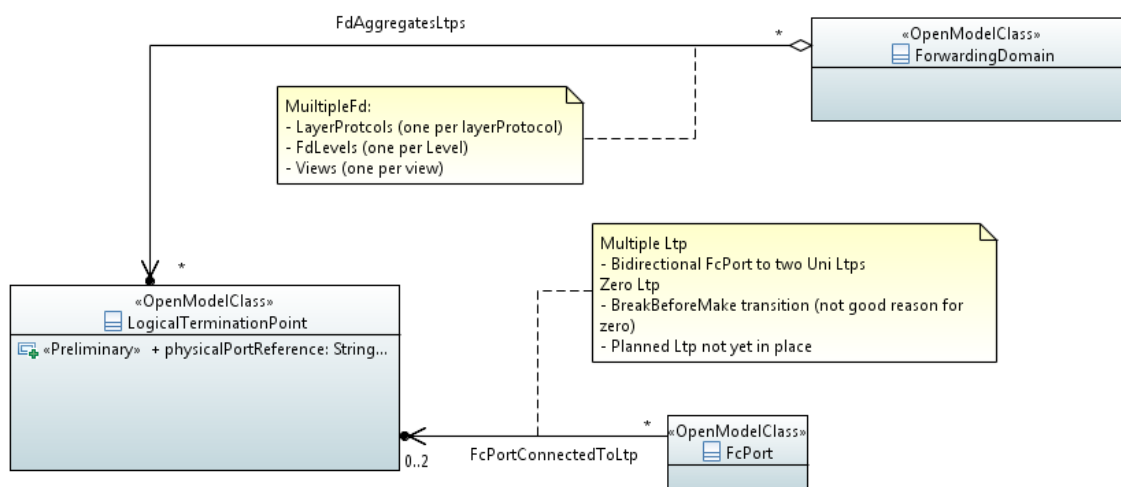 FdAggregatesLtps
*
«OpenModelClass»
ForwardingDomain
MuiltipleFd:
- LayerProtcols (one per layerProtocol)
- FdLevels (one per Level)
- Views (one per view)
Multiple Ltp
- Bidirectional FcPort to two Uni Ltps
Zero Ltp
- BreakBeforeMake transition (not good reason for
zero)
- Planned Ltp not yet in place
*
«OpenModelClass»
LogicalTerminationPoint
«Preliminary» + physicalPortReference: String...
*
«OpenModelClass»
FcPort
FcPortConnectedToLtp
0..2